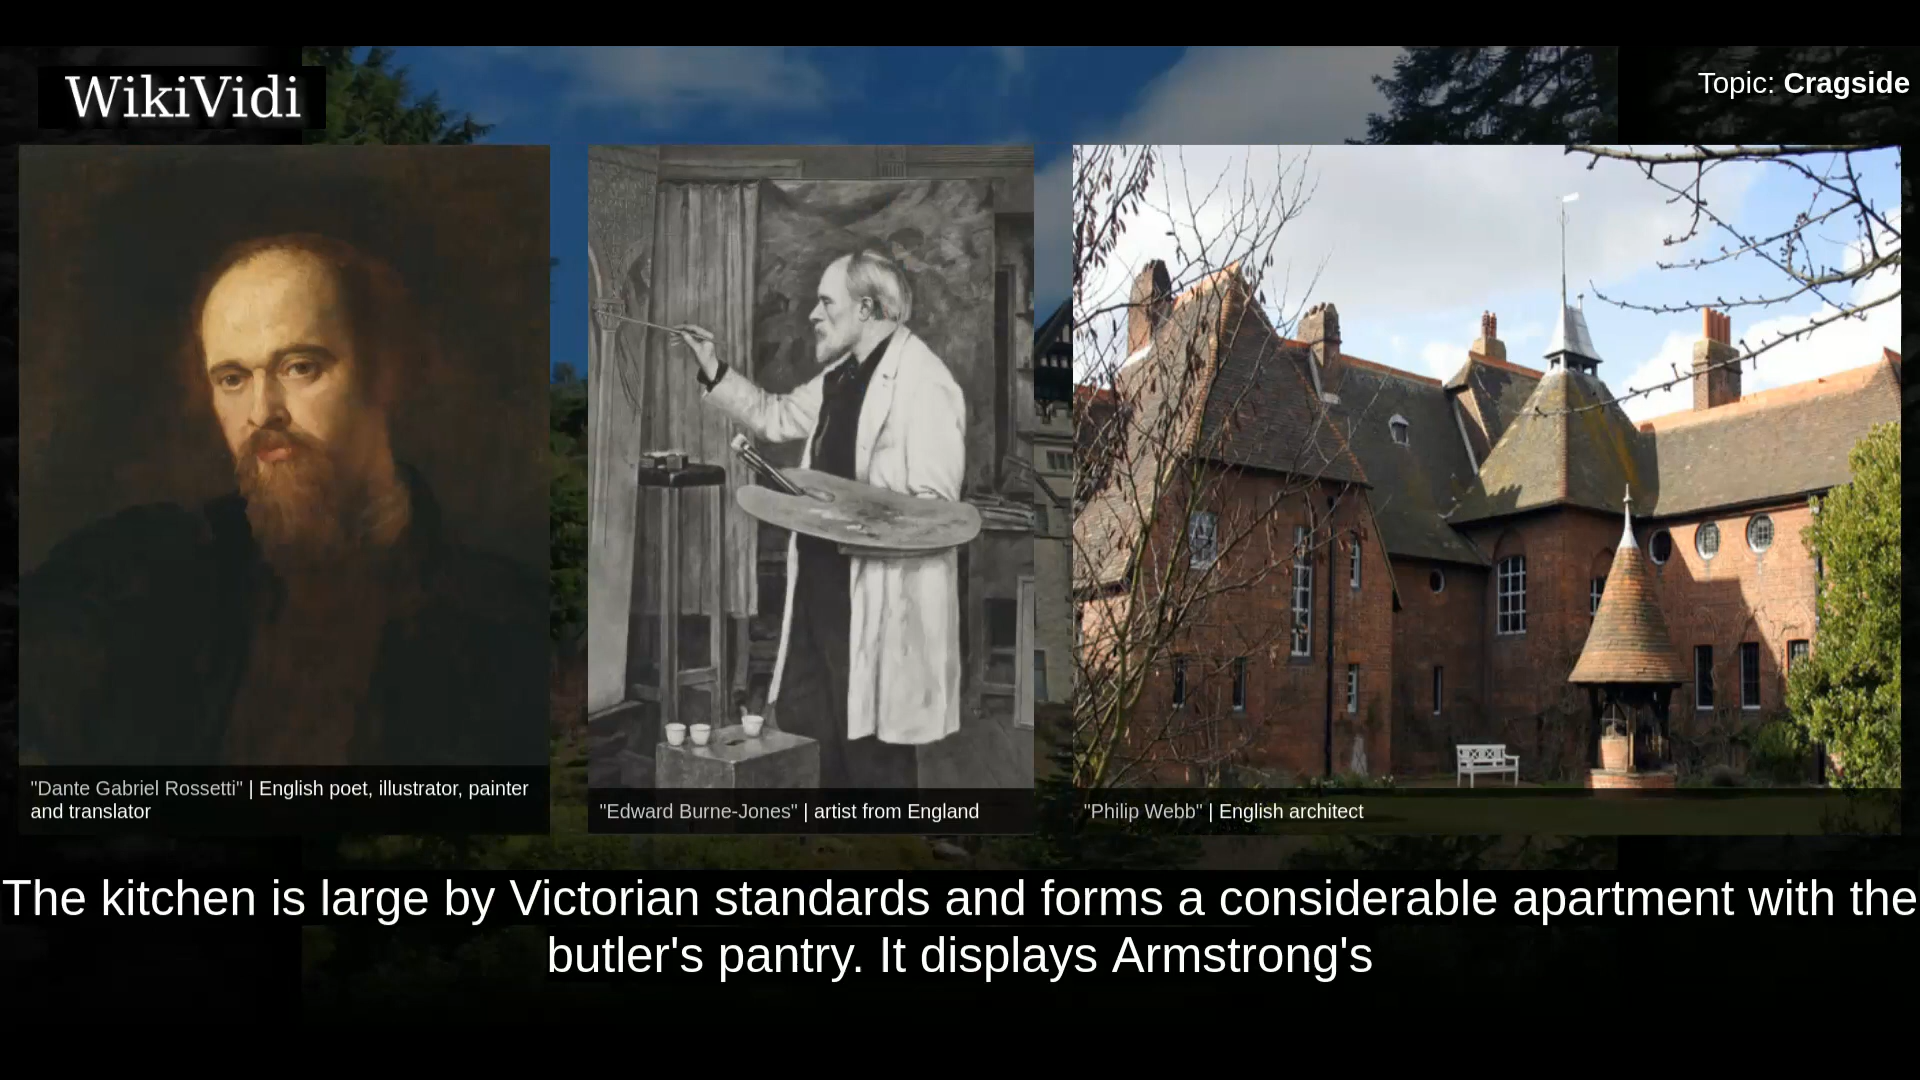 WikiVidi
Topic: Cragside
"Dante Gabriel Rossetti" | English poet, illustrator, painter
and translator
"Edward Burne-Jones" | artist from England
"Philip Webb" | English architect
The kitchen is large by Victorian standards and forms a considerable apartment with the
butler's pantry. It displays Armstrong's